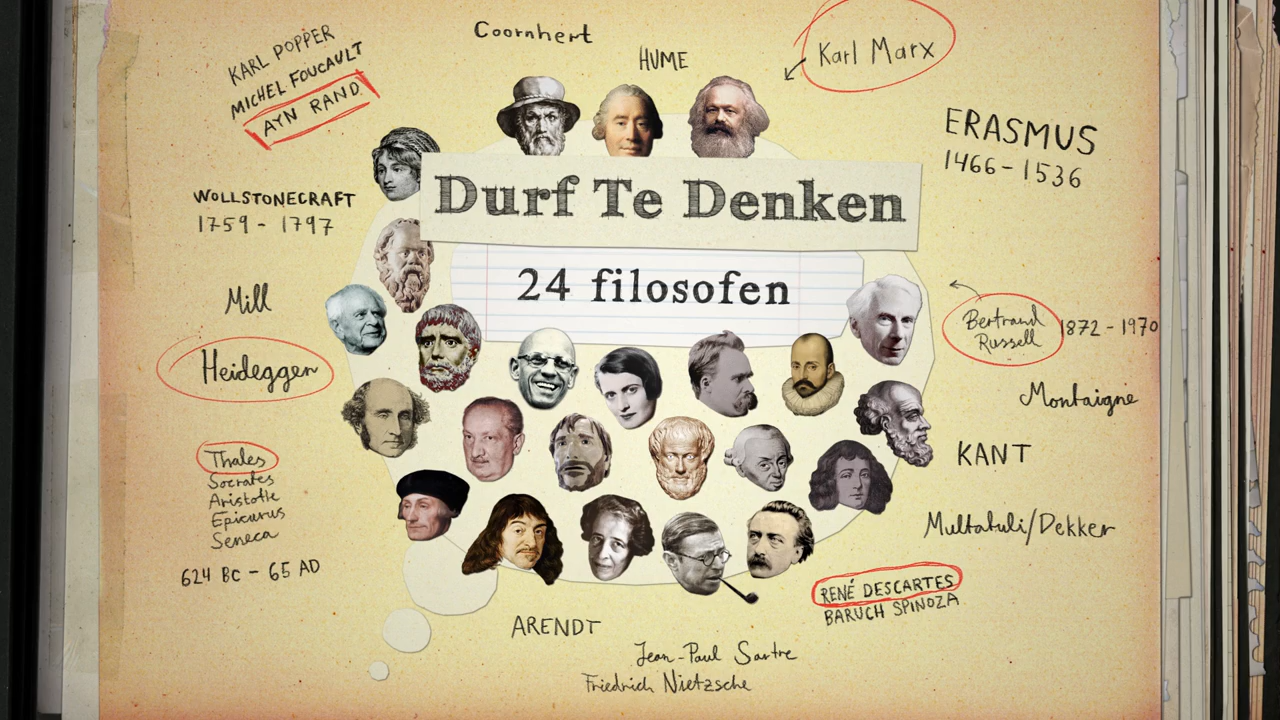 Coornhert
HUME
Karl Marx
KARL POPPER
MICHEL FOUCAULT
AYN RAND
ERASMUS
1466 - 1536
WOLLSTONECRAFT
1759 - 1797
Durf Te Denken
24 filosofen
Mill
Heidegger
Bertrand
Russell
1872 - 1970
Montaigne
KANT
Thales
Socrates
Aristotle
Epicurus
Seneca
624 BC - 65 AD
Multatuli/Dekker
RENÉ DESCARTES
BARUCH SPINOZA
ARENDT
Jean-Paul Sartre
Friedrich Nietzsche